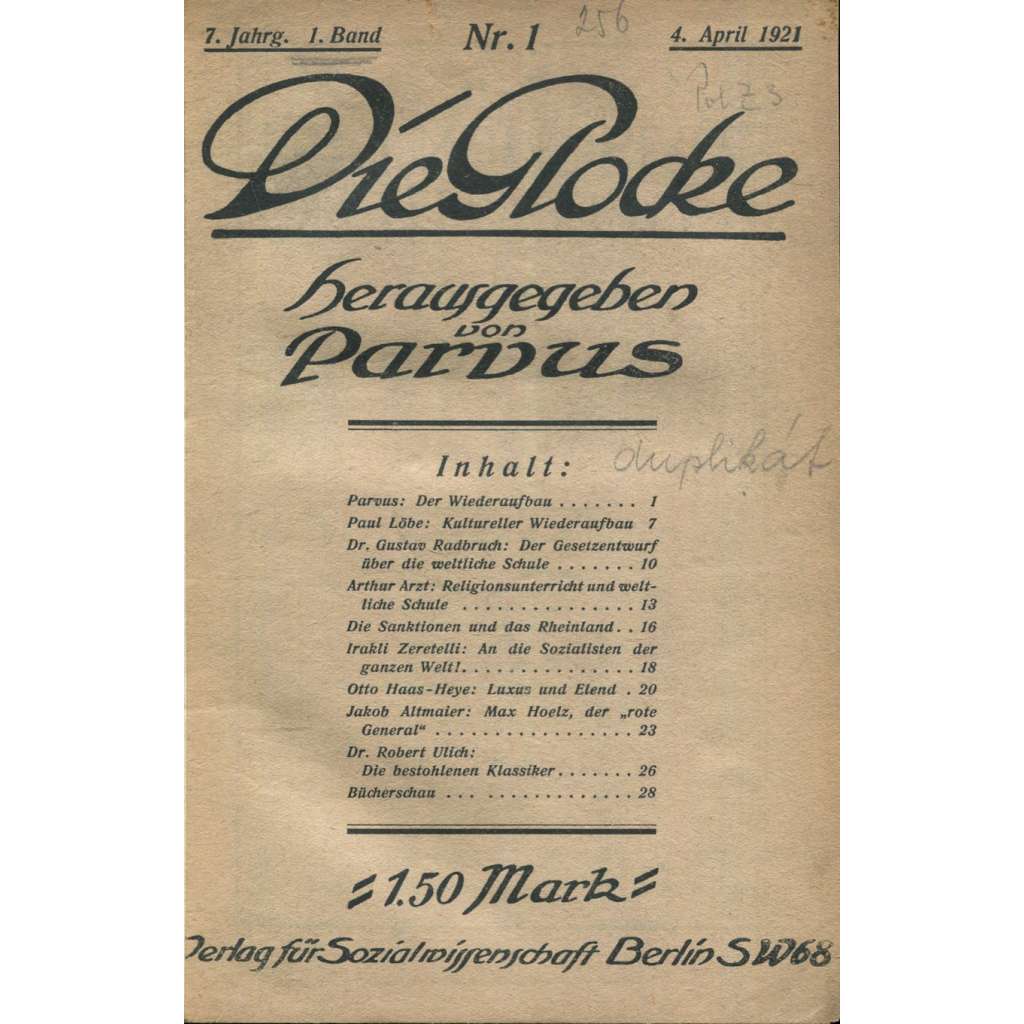 7. Jahrg. 1. Band Nr. 1 256 4. April 1921
Die Glocke
herausgegeben
von
Parvus
Inhalt: duplikát
Parvus: Der Wiederaufbau . . . . . . . 1
Paul Löbe: Kultureller Wiederaufbau 7
Dr. Gustav Radbruch: Der Gesetzentwurf
über die weltliche Schule . . . . . . . 10
Arthur Arzt: Religionsunterricht und welt-
liche Schule . . . . . . . . . . . . . . . 13
Die Sanktionen und das Rheinland . . 16
Irakli Zeretelli: An die Sozialisten der
ganzen Welt! . . . . . . . . . . . . . . . 18
Otto Haas-Heye: Luxus und Elend . 20
Jakob Altmaier: Max Hoelz, der „rote
General“ . . . . . . . . . . . . . . . . . 23
Dr. Robert Ulich:
Die bestohlenen Klassiker . . . . . . . 26
Bücherschau . . . . . . . . . . . . . . . . . 28
1.50 Mark
Verlag für Sozialwissenschaft Berlin SW68